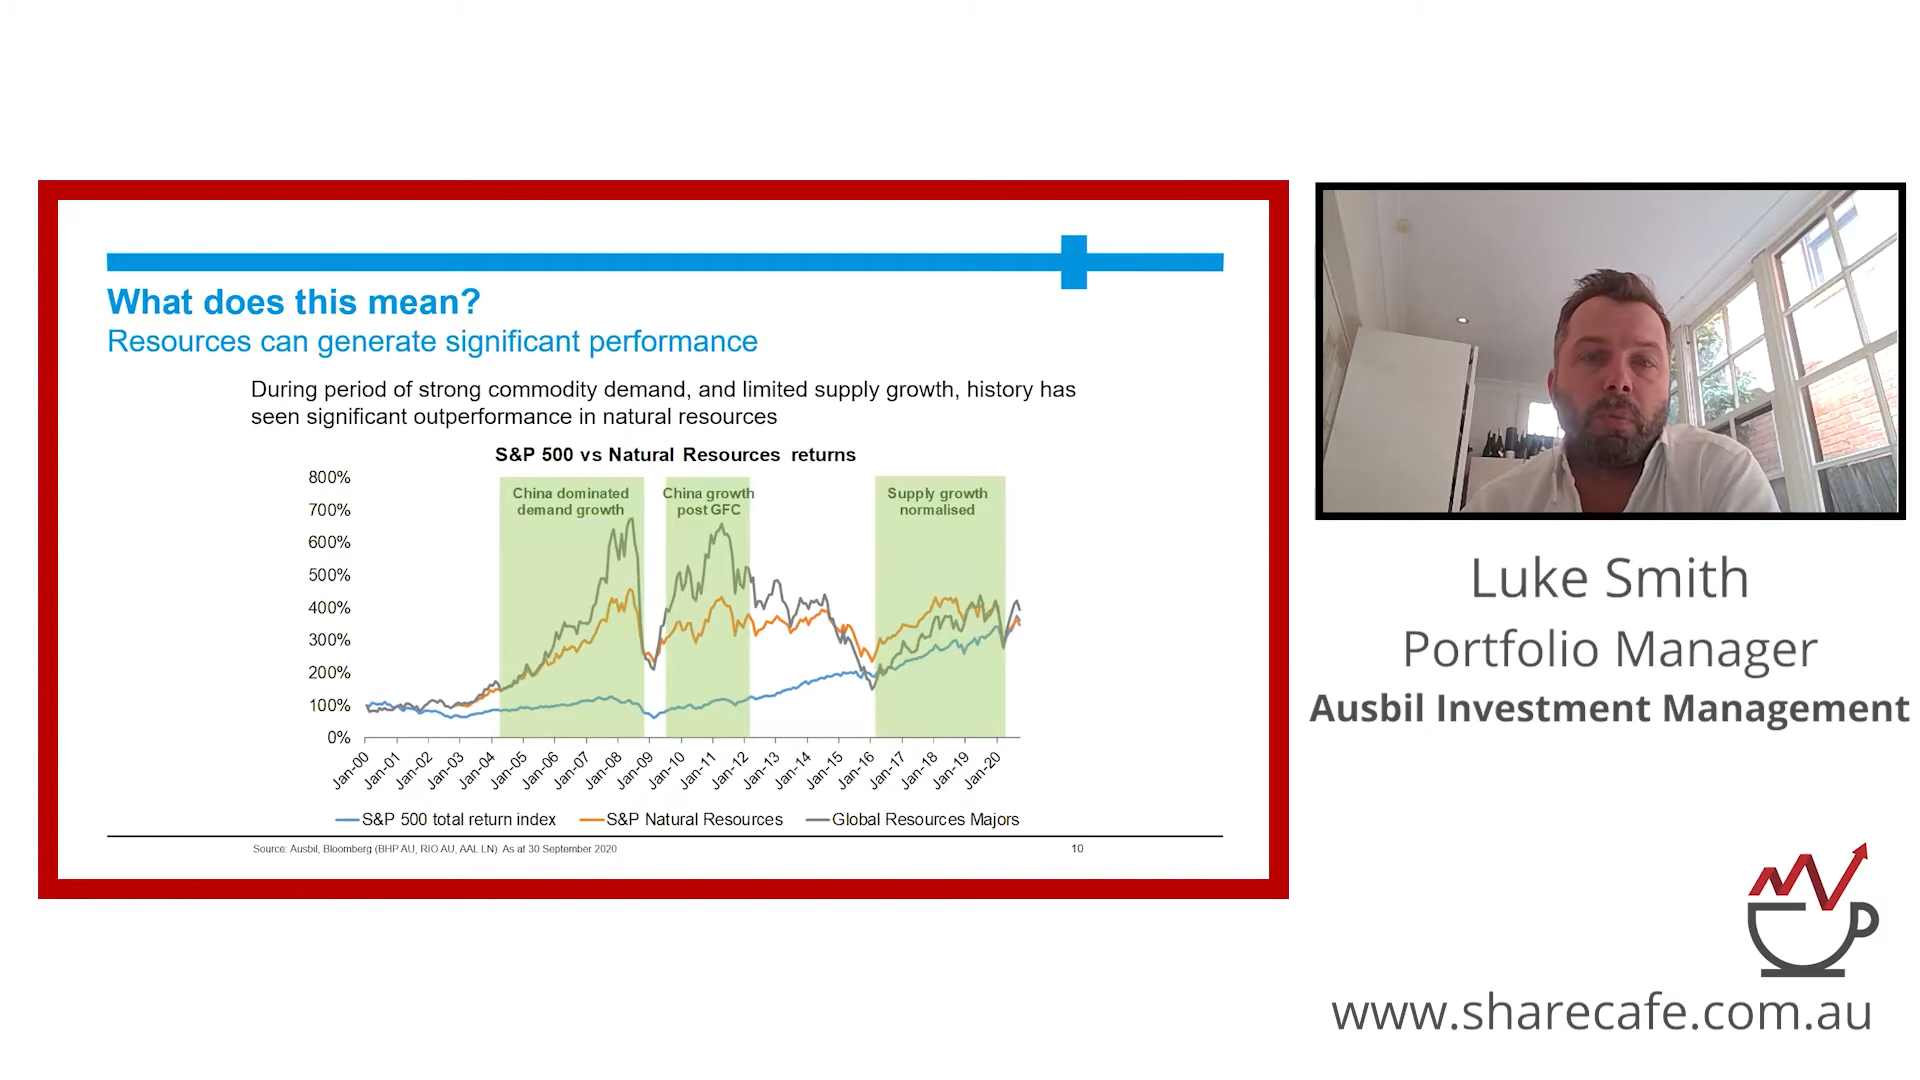 What does this mean?
Resources can generate significant performance
During period of strong commodity demand, and limited supply growth, history has
seen significant outperformance in natural resources
S&P 500 vs Natural Resources returns
800%
700%
600%
500%
400%
300%
200%
100%
0%
China dominated
demand growth
China growth
post GFC
Supply growth
normalised
Jan-00
Jan-01
Jan-02
Jan-03
Jan-04
Jan-05
Jan-06
Jan-07
Jan-08
Jan-09
Jan-10
Jan-11
Jan-12
Jan-13
Jan-14
Jan-15
Jan-16
Jan-17
Jan-18
Jan-19
Jan-20
S&P 500 total return index
S&P Natural Resources
Global Resources Majors
Source: Ausbil, Bloomberg (BHP AU, RIO AU, AAL LN). As at 30 September 2020
10
Luke Smith
Portfolio Manager
Ausbil Investment Management
www.sharecafe.com.au